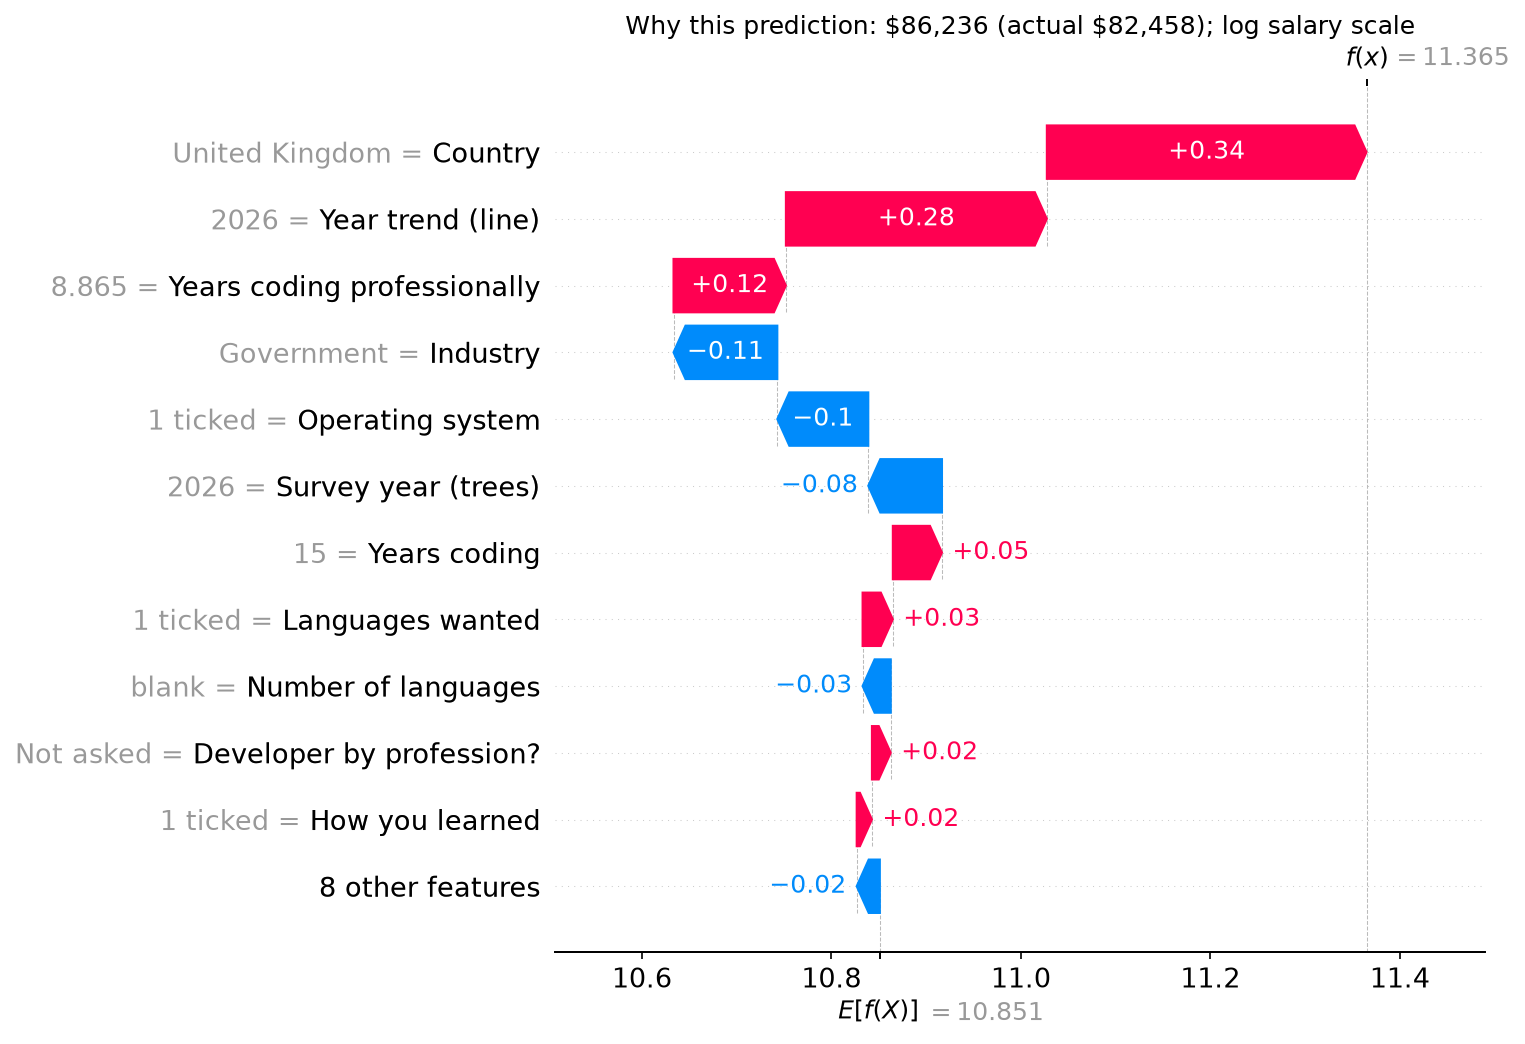 Why this prediction: $86,236 (actual $82,458); log salary scale
f(x) = 11.365
United Kingdom = Country
+0.34
2026 = Year trend (line)
+0.28
8.865 = Years coding professionally
+0.12
Government = Industry
−0.11
1 ticked = Operating system
−0.1
2026 = Survey year (trees)
−0.08
15 = Years coding
+0.05
1 ticked = Languages wanted
+0.03
blank = Number of languages
−0.03
Not asked = Developer by profession?
+0.02
1 ticked = How you learned
+0.02
8 other features
−0.02
10.6 10.8 11.0 11.2 11.4
E[f(X)] = 10.851